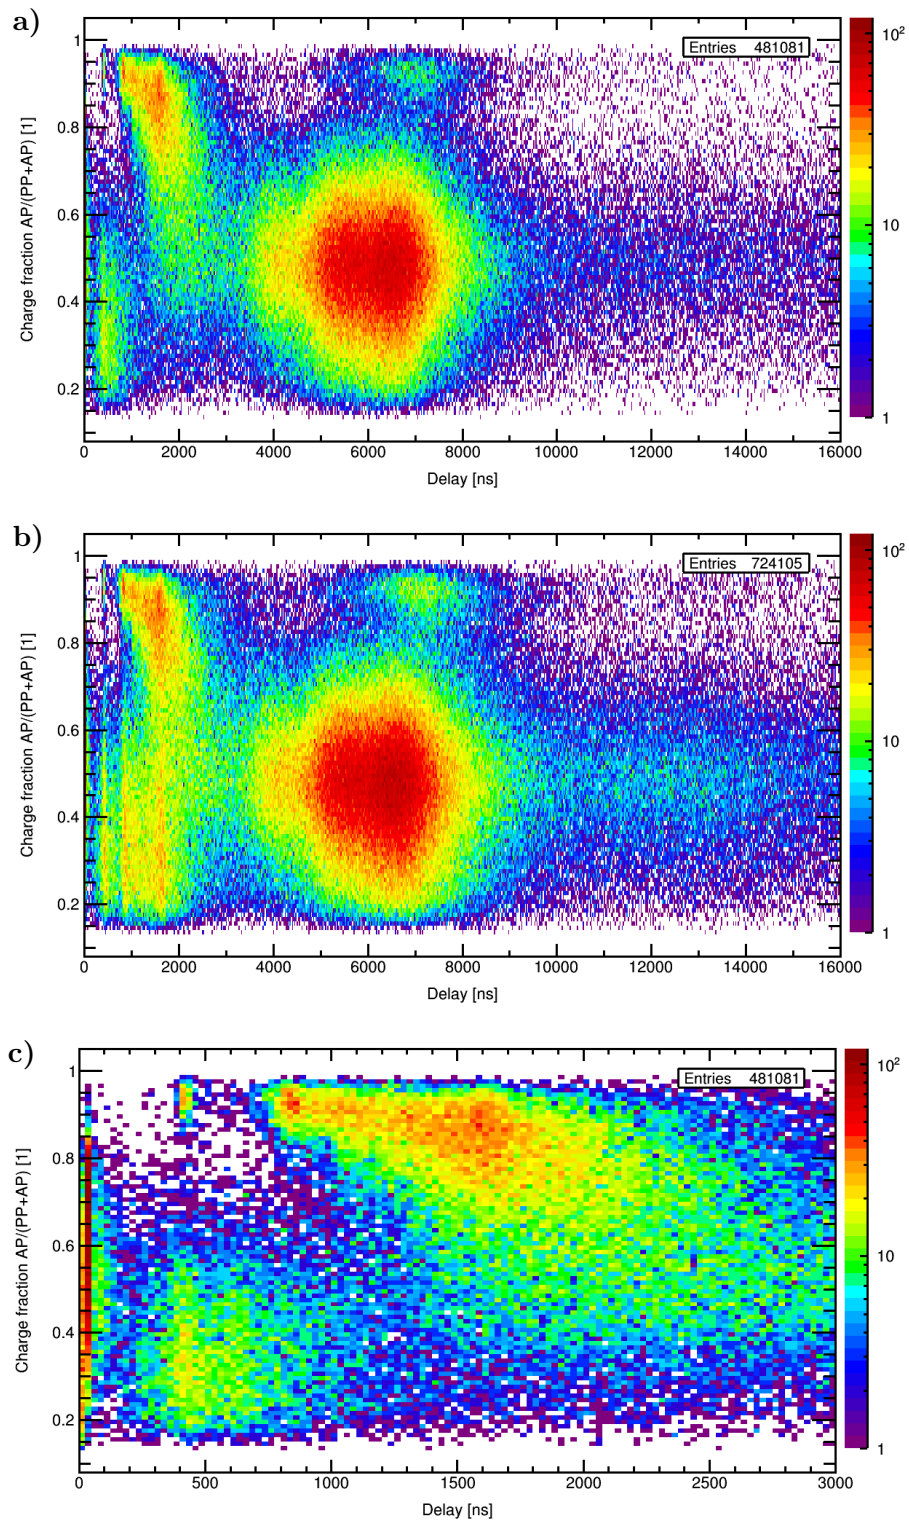 a)
Entries 481081
Charge fraction AP/(PP+AP) [1]
1
0.8
0.6
0.4
0.2
0 2000 4000 6000 8000 10000 12000 14000 16000
Delay [ns]
10²
10
1
b)
Entries 724105
Charge fraction AP/(PP+AP) [1]
1
0.8
0.6
0.4
0.2
0 2000 4000 6000 8000 10000 12000 14000 16000
Delay [ns]
10²
10
1
c)
Entries 481081
Charge fraction AP/(PP+AP) [1]
1
0.8
0.6
0.4
0.2
0 500 1000 1500 2000 2500 3000
Delay [ns]
10²
10
1